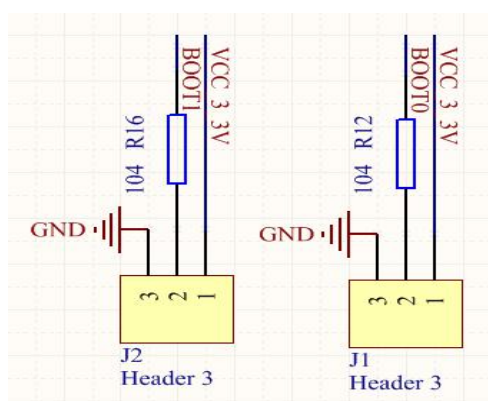 BOOT1
VCC 3 3V
104 R16
GND
3 2 1
J2
Header 3
BOOT0
VCC 3 3V
104 R12
GND
3 2 1
J1
Header 3